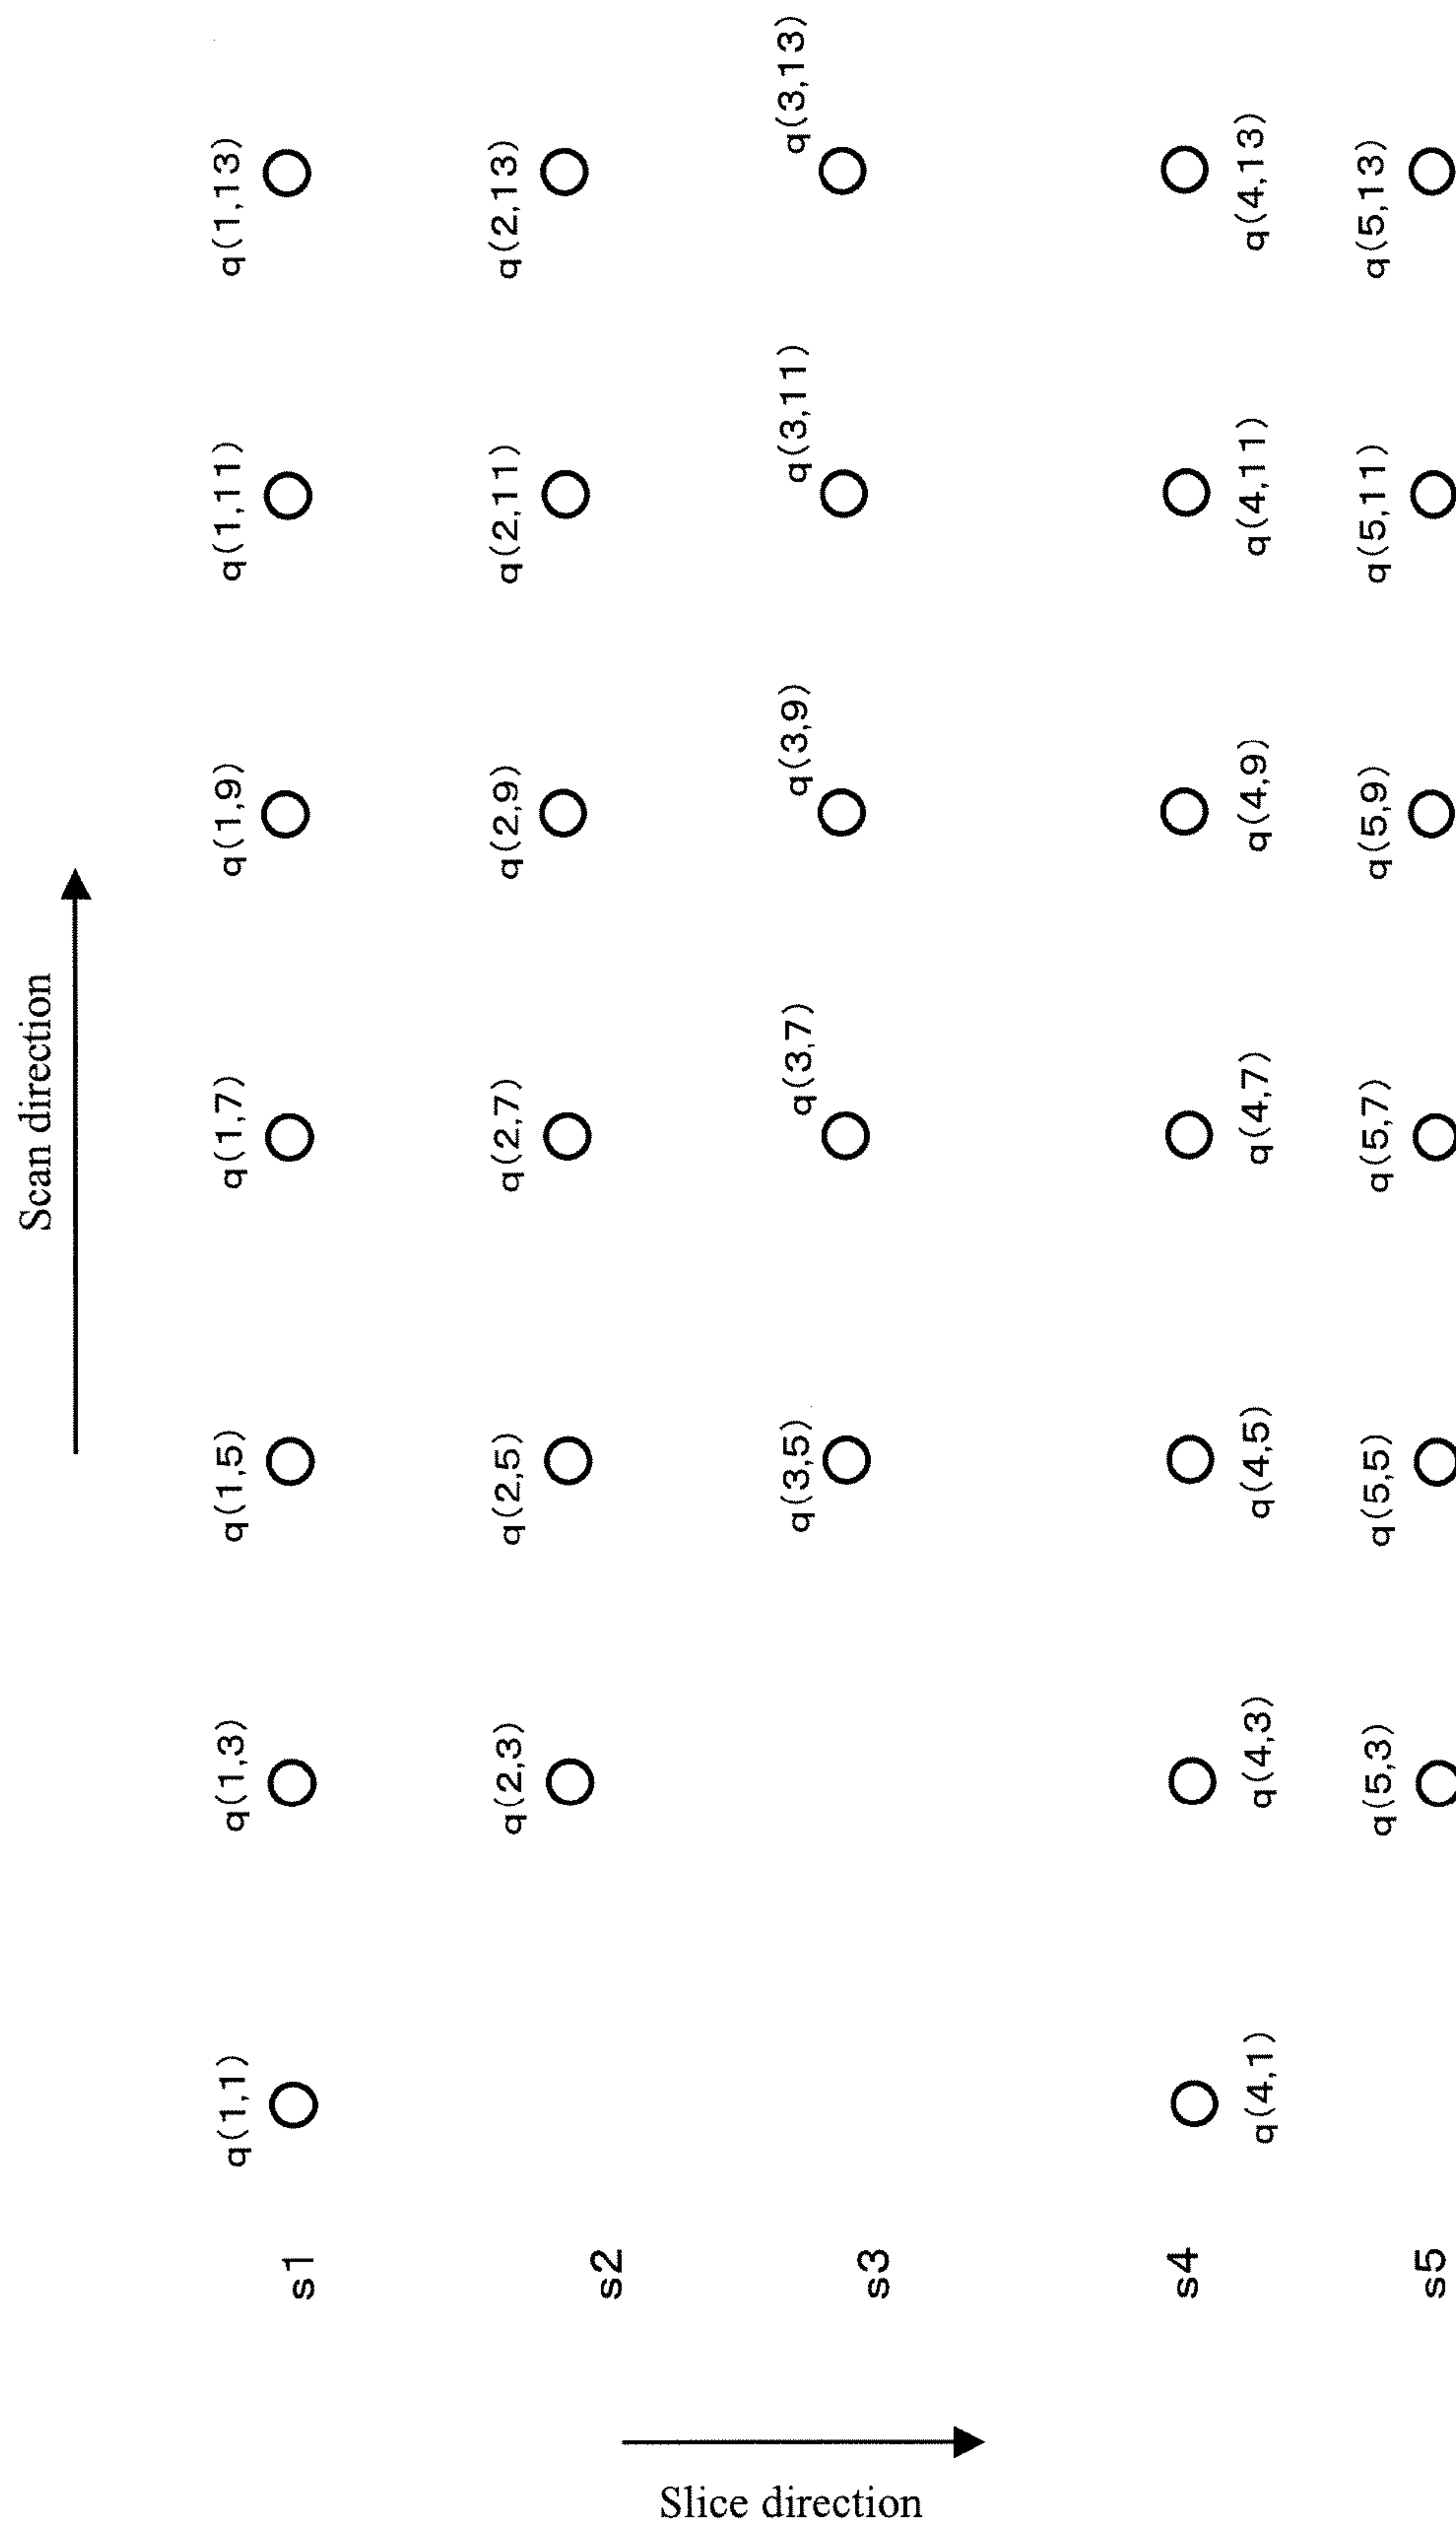 Scan direction
s1
q(1,1)
q(1,3)
q(1,5)
q(1,7)
q(1,9)
q(1,11)
q(1,13)
s2
q(2,3)
q(2,5)
q(2,7)
q(2,9)
q(2,11)
q(2,13)
s3
q(3,5)
q(3,7)
q(3,9)
q(3,11)
q(3,13)
s4
q(4,1)
q(4,3)
q(4,5)
q(4,7)
q(4,9)
q(4,11)
q(4,13)
s5
q(5,3)
q(5,5)
q(5,7)
q(5,9)
q(5,11)
q(5,13)
Slice direction